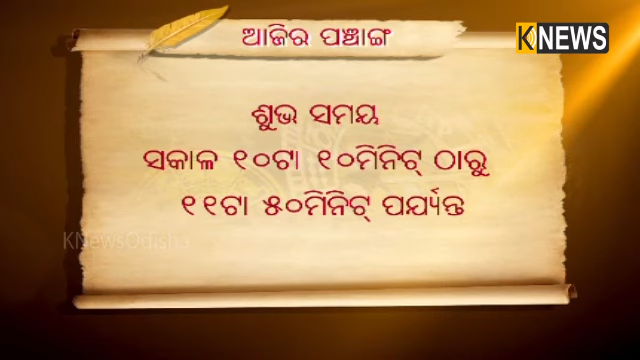 ଆଜିର ପଞ୍ଚାଙ୍ଗ
KNEWS
ଶୁଭ ସମୟ
ସକାଳ ୧୦ଟା ୧୦ମିନିଟ୍ ଠାରୁ
୧୧ଟା ୫୦ମିନିଟ୍ ପର୍ଯ୍ୟନ୍ତ
KNewsOdisha